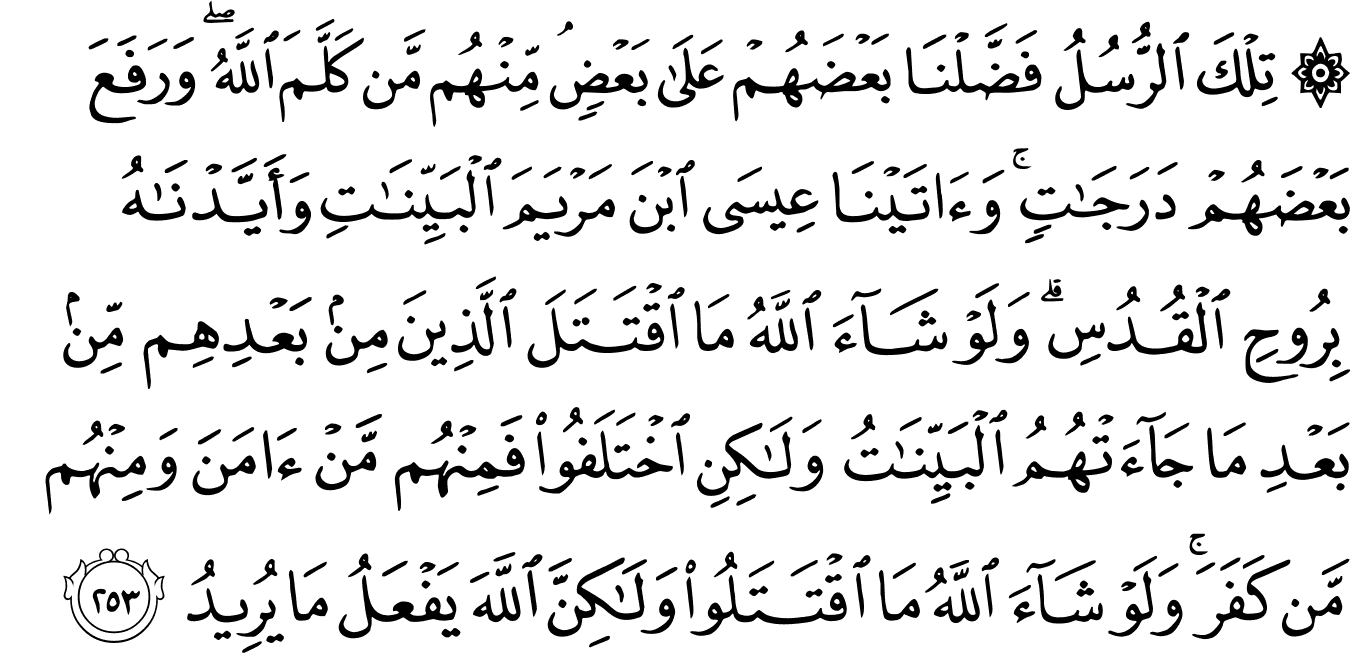 ۞ تِلۡكَ ٱلرُّسُلُ فَضَّلۡنَا بَعۡضَهُمۡ عَلَىٰ بَعۡضٖۘ مِّنۡهُم مَّن كَلَّمَ ٱللَّهُۖ وَرَفَعَ
بَعۡضَهُمۡ دَرَجَٰتٖۚ وَءَاتَيۡنَا عِيسَى ٱبۡنَ مَرۡيَمَ ٱلۡبَيِّنَٰتِ وَأَيَّدۡنَٰهُ
بِرُوحِ ٱلۡقُدُسِۗ وَلَوۡ شَآءَ ٱللَّهُ مَا ٱقۡتَتَلَ ٱلَّذِينَ مِنۢ بَعۡدِهِم مِّنۢ
بَعۡدِ مَا جَآءَتۡهُمُ ٱلۡبَيِّنَٰتُ وَلَٰكِنِ ٱخۡتَلَفُواْ فَمِنۡهُم مَّنۡ ءَامَنَ وَمِنۡهُم
مَّن كَفَرَۚ وَلَوۡ شَآءَ ٱللَّهُ مَا ٱقۡتَتَلُواْ وَلَٰكِنَّ ٱللَّهَ يَفۡعَلُ مَا يُرِيدُ ٢٥٣